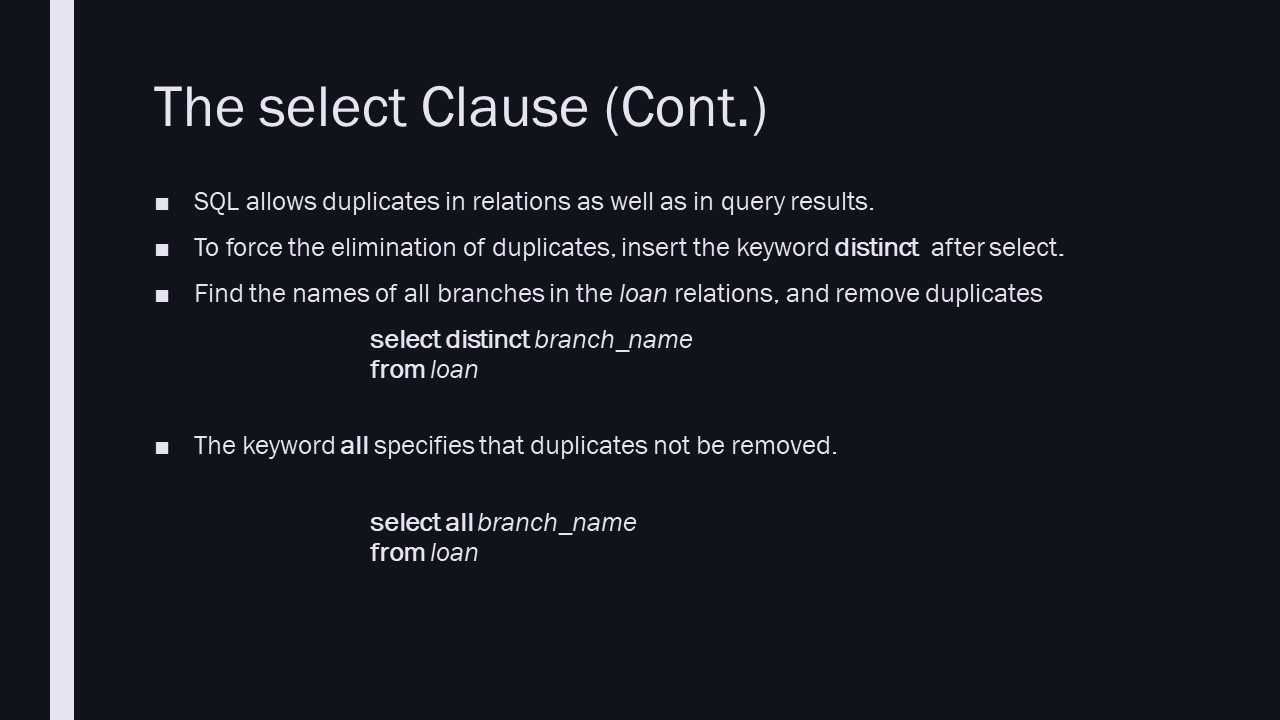 The select Clause (Cont.)
▪ SQL allows duplicates in relations as well as in query results.
▪ To force the elimination of duplicates, insert the keyword distinct after select.
▪ Find the names of all branches in the loan relations, and remove duplicates
select distinct branch_name
from loan
▪ The keyword all specifies that duplicates not be removed.
select all branch_name
from loan